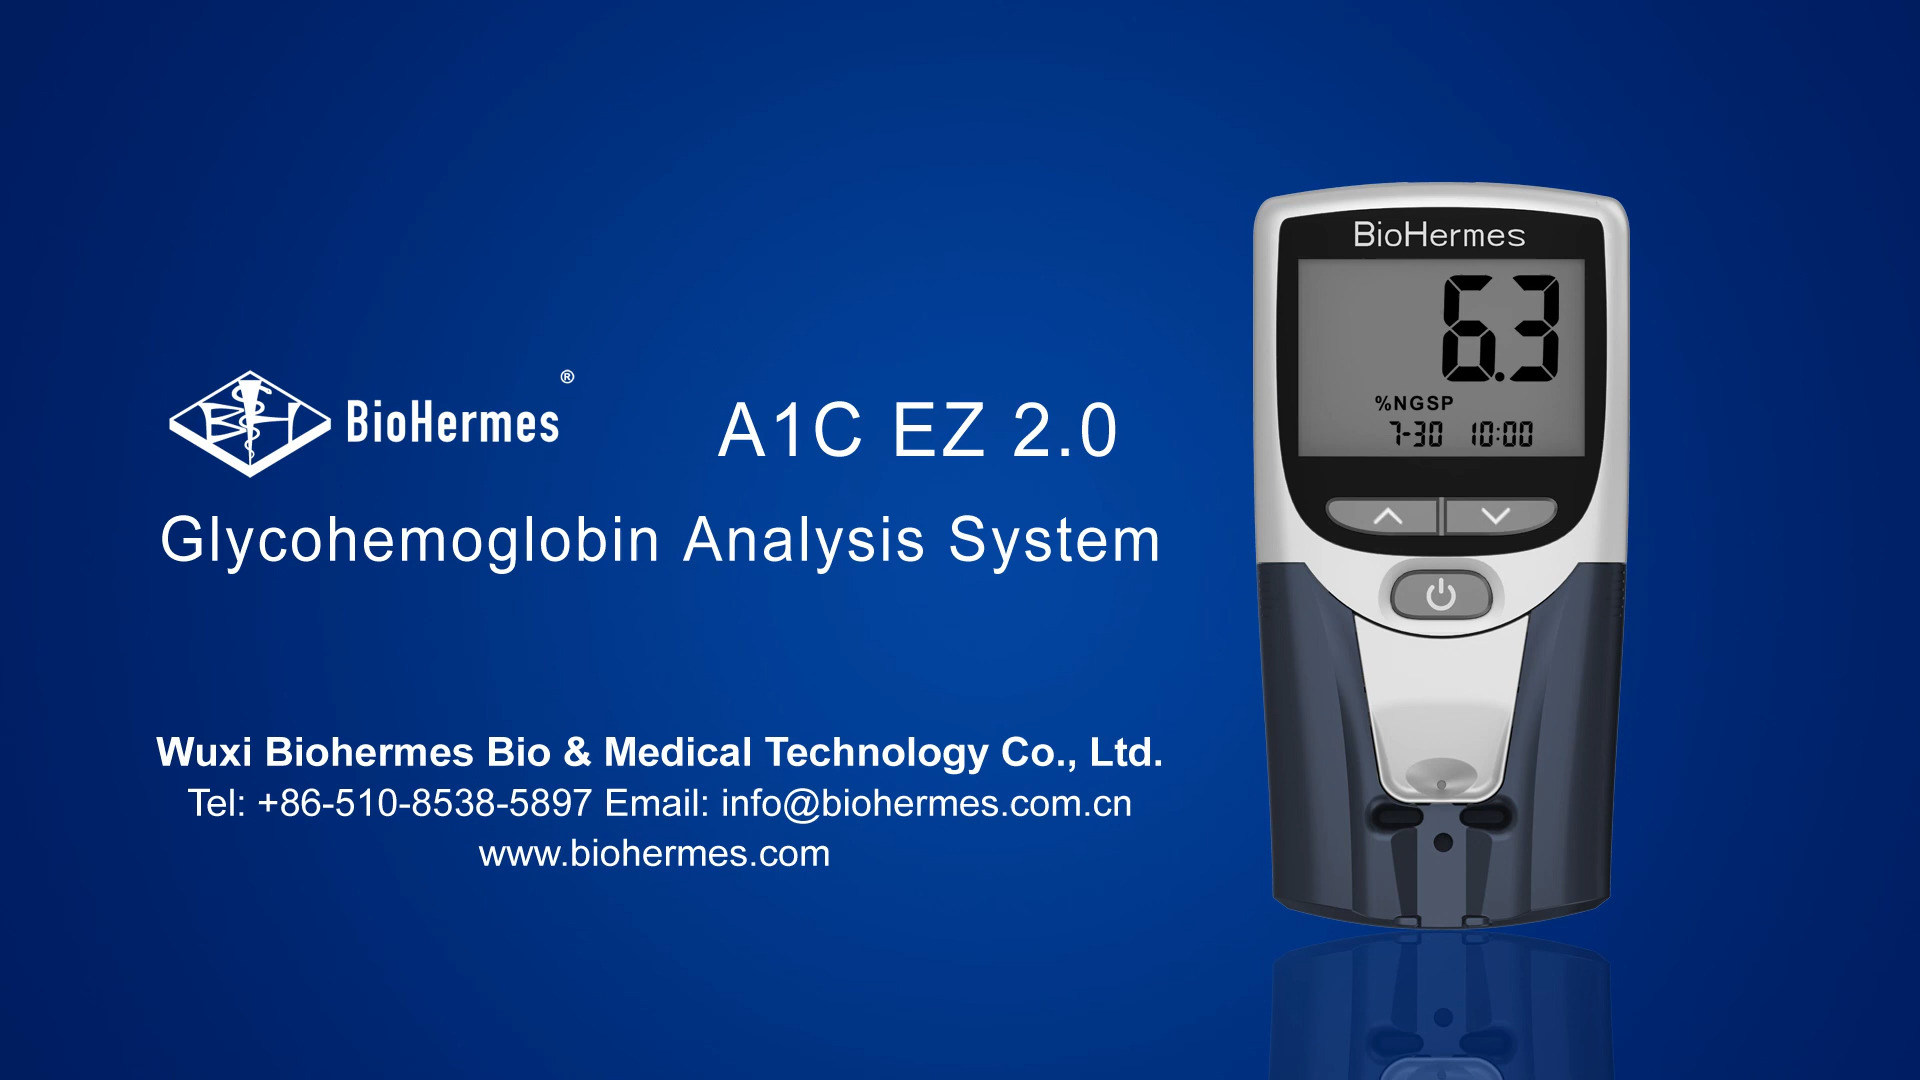 BioHermes®
A1C EZ 2.0
Glycohemoglobin Analysis System
Wuxi Biohermes Bio & Medical Technology Co., Ltd.
Tel: +86-510-8538-5897 Email: info@biohermes.com.cn
www.biohermes.com
BioHermes
6.3
%NGSP
7-30 10:00